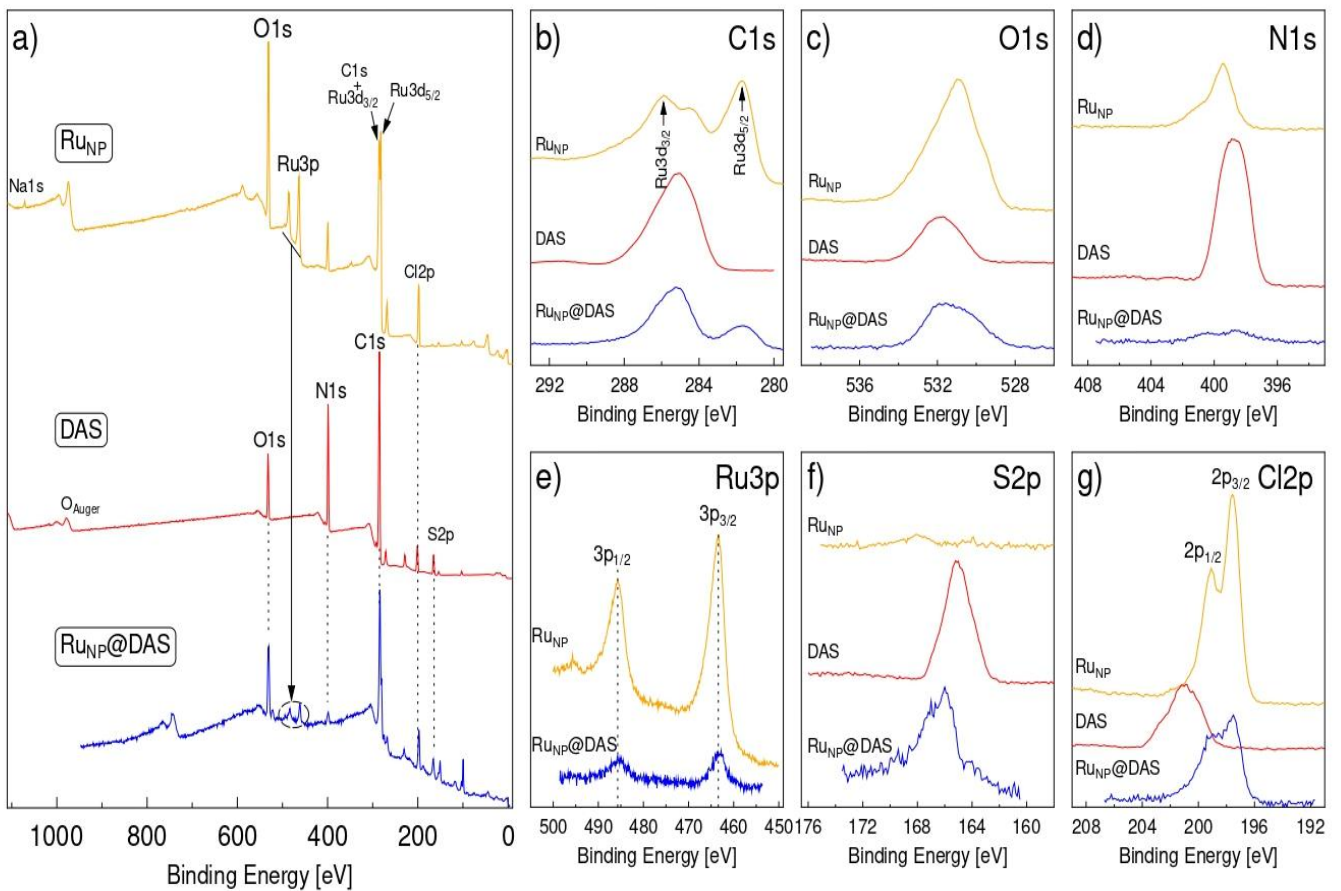 a)
O1s
C1s
+
Ru3d3/2
Ru3d5/2
RuNP
Ru3p
Na1s
Cl2p
C1s
DAS
N1s
O1s
OAuger
S2p
RuNP@DAS
1000 800 600 400 200 0
Binding Energy [eV]
b) C1s
RuNP
Ru3d3/2
Ru3d5/2
DAS
RuNP@DAS
292 288 284 280
Binding Energy [eV]
c) O1s
RuNP
DAS
RuNP@DAS
536 532 528
Binding Energy [eV]
d) N1s
RuNP
DAS
RuNP@DAS
408 404 400 396
Binding Energy [eV]
e) Ru3p
3p3/2
3p1/2
RuNP
RuNP@DAS
500 490 480 470 460 450
Binding Energy [eV]
f) S2p
RuNP
DAS
RuNP@DAS
176 172 168 164 160
Binding Energy [eV]
g) 2p3/2 Cl2p
2p1/2
RuNP
DAS
RuNP@DAS
208 204 200 196 192
Binding Energy [eV]